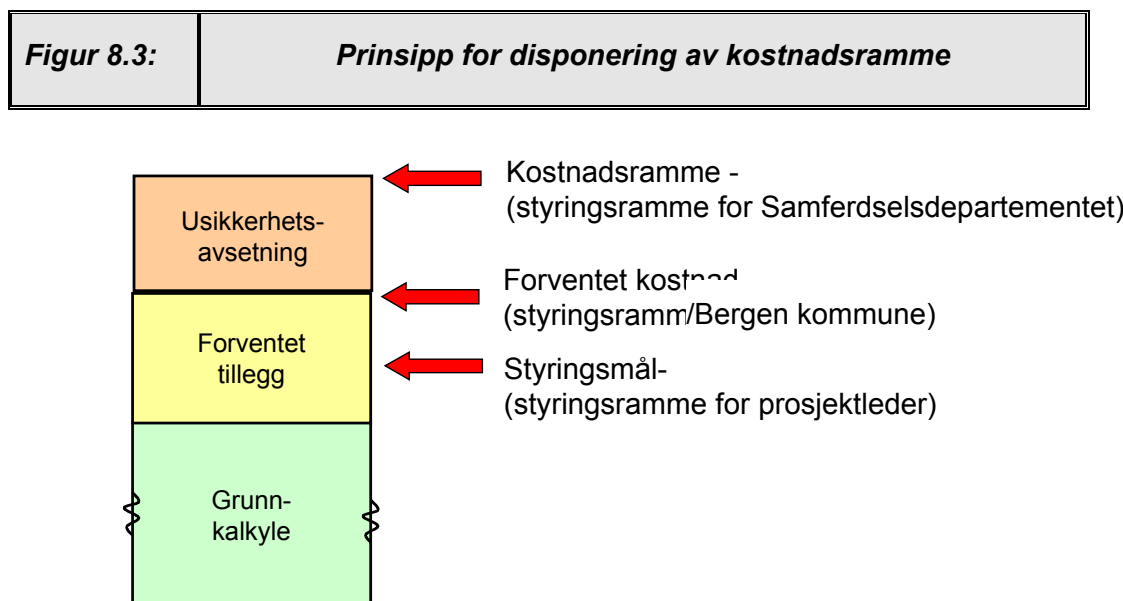 Figur 8.3:
Prinsipp for disponering av kostnadsramme
Kostnadsramme -
(styringsramme for Samferdselsdepartementet)
Usikkerhets-
avsetning
Forventet
(styringsramm/Bergen kommune)
Forventet
tillegg
Styringsmål-
(styringsramme for prosjektleder)
Grunn-
kalkyle